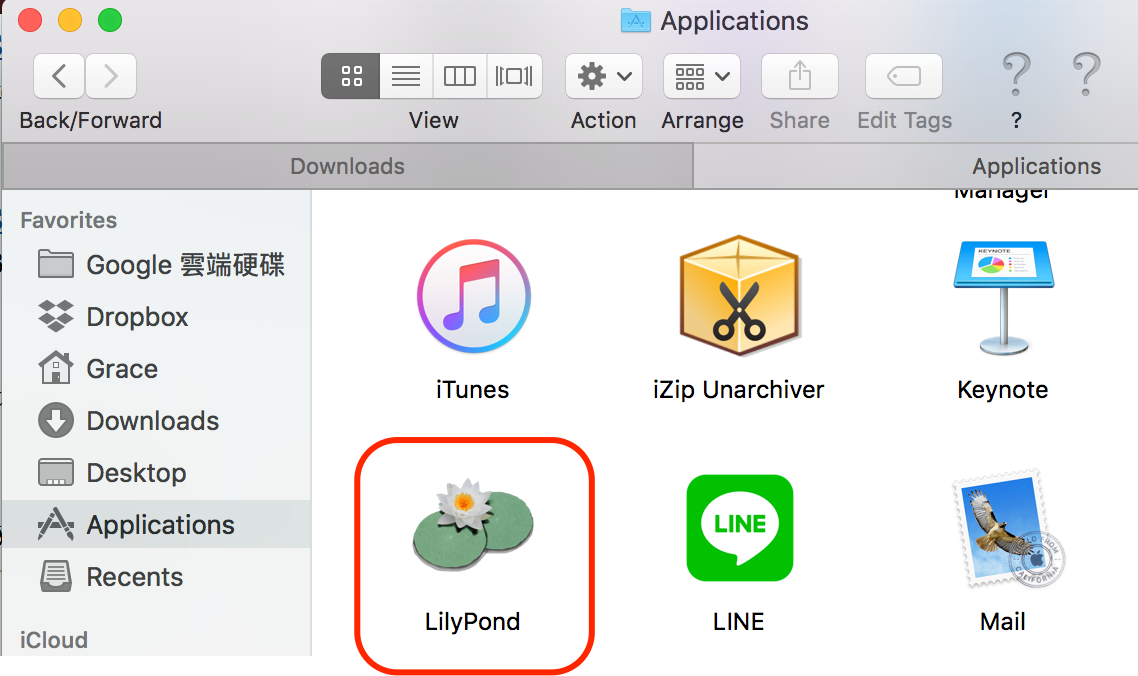 Applications
Back/Forward
View
Action
Arrange
Share
Edit Tags
?
Downloads
Applications
Favorites
Google 雲端硬碟
Dropbox
Grace
Downloads
Desktop
Applications
Recents
iCloud
Manager
KEYNOTE
iTunes
iZip Unarchiver
Keynote
LINE
LilyPond
LINE
Mail